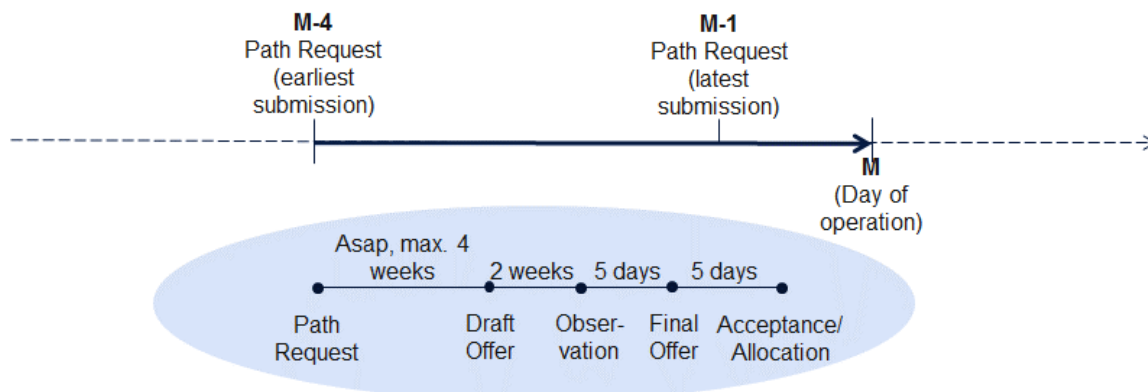 M-4
Path Request
(earliest
submission)
M-1
Path Request
(latest
submission)
M
(Day of
operation)
Asap, max. 4
weeks
2 weeks
5 days
5 days
Path
Request
Draft
Offer
Obser-
vation
Final
Offer
Acceptance/
Allocation